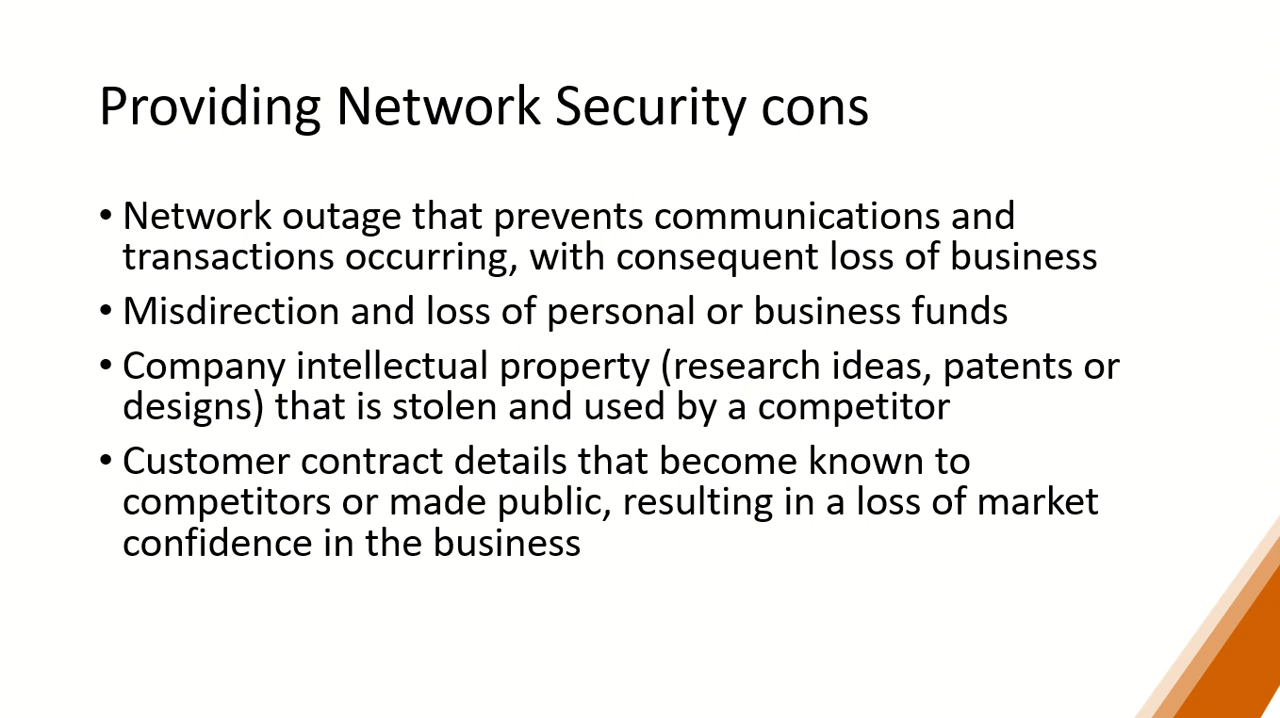 Providing Network Security cons
• Network outage that prevents communications and
transactions occurring, with consequent loss of business
• Misdirection and loss of personal or business funds
• Company intellectual property (research ideas, patents or
designs) that is stolen and used by a competitor
• Customer contract details that become known to
competitors or made public, resulting in a loss of market
confidence in the business